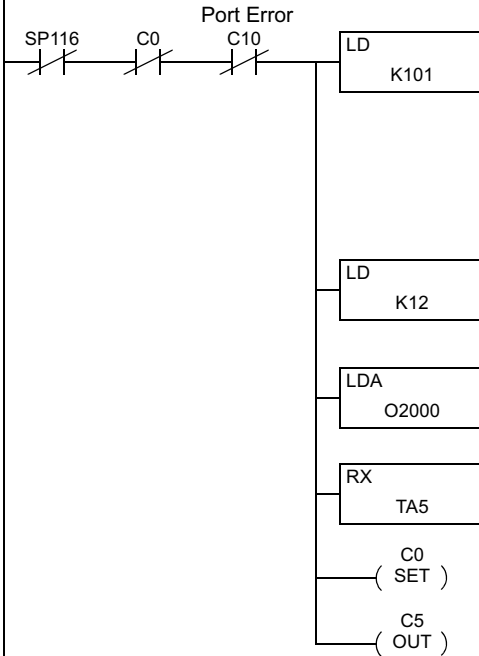 Port Error
SP116 C0 C10
LD
K101
LD
K12
LDA
O2000
RX
TA5
C0
SET
C5
OUT